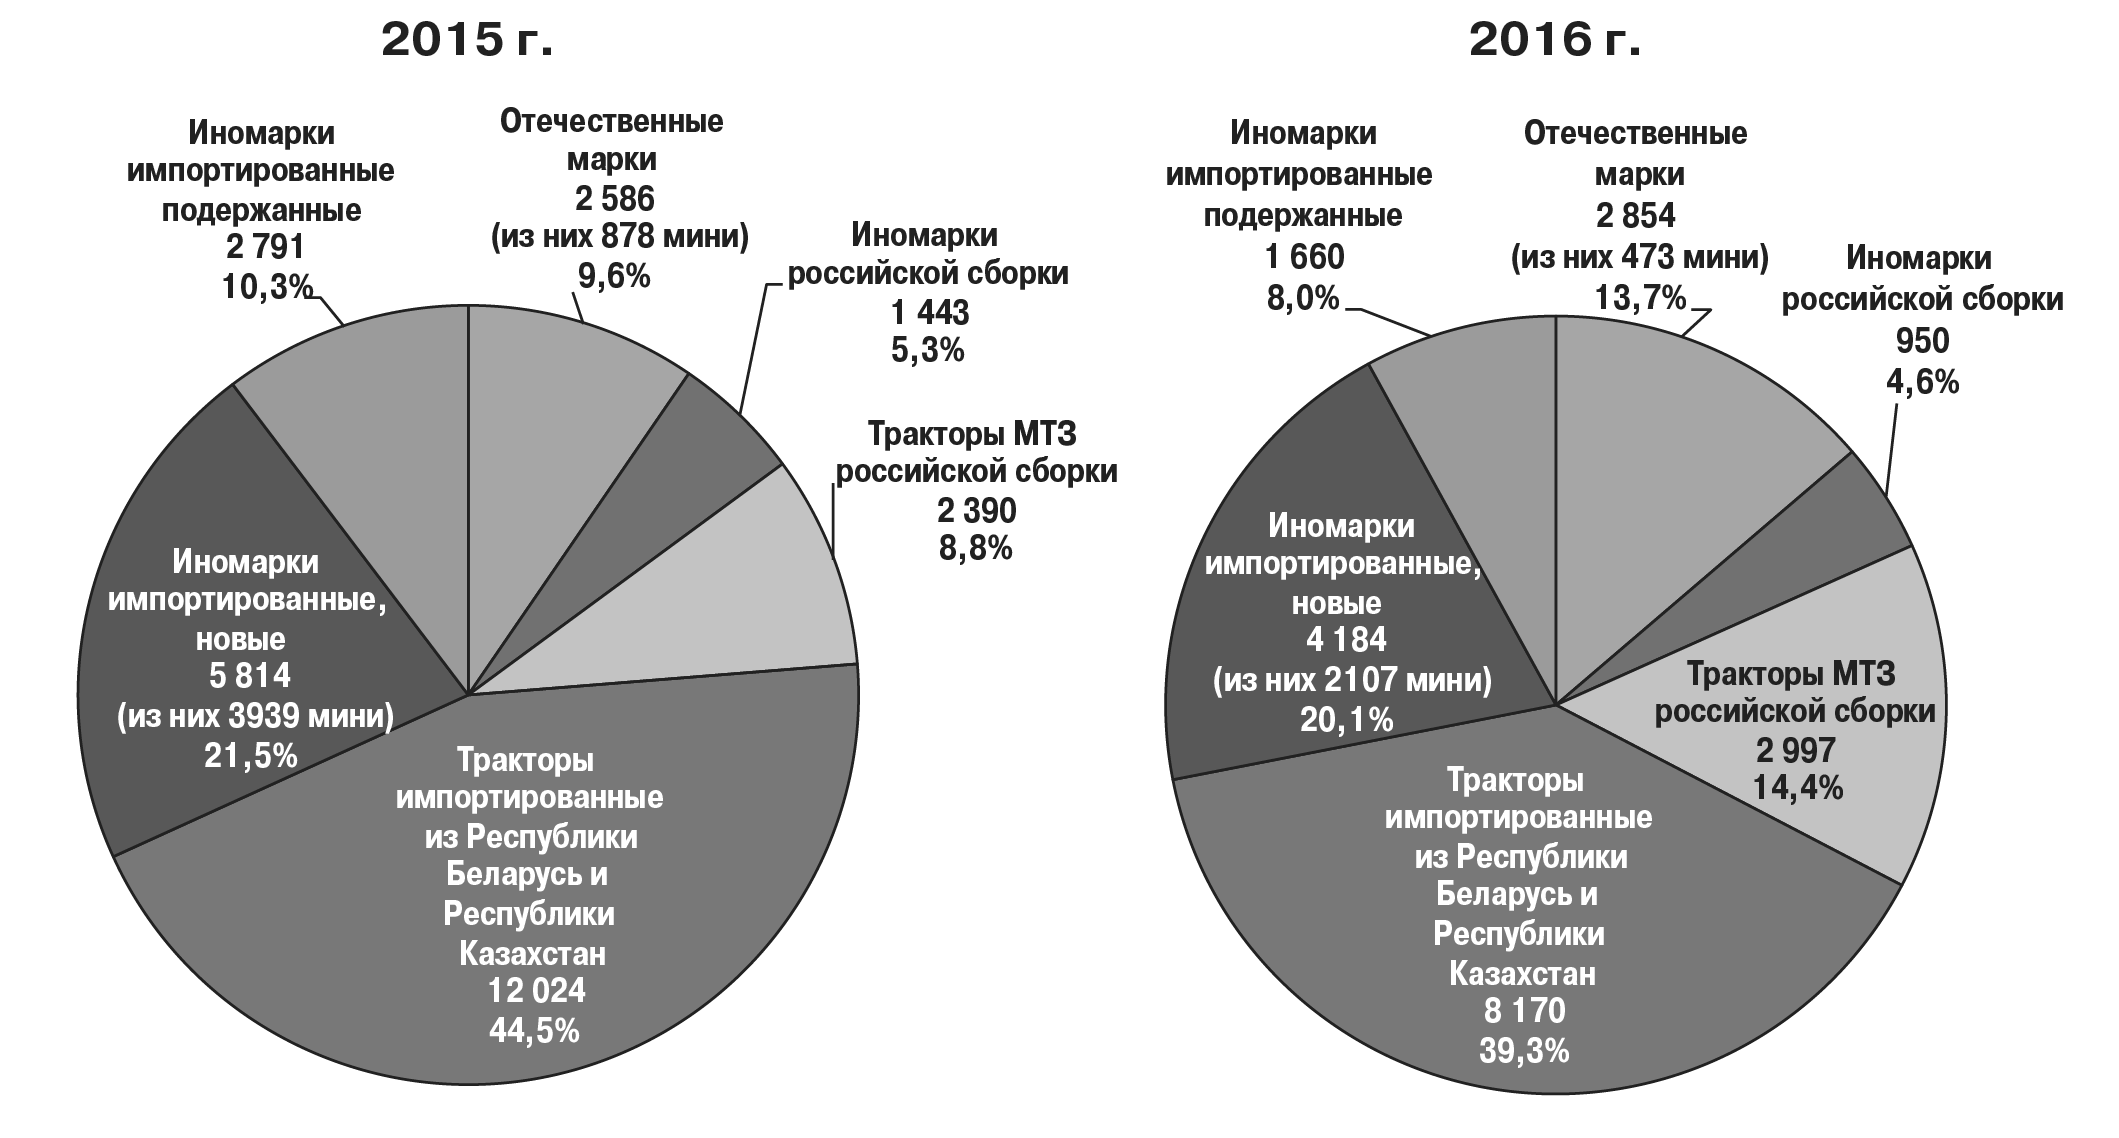 2015 г.
Иномарки
импортированные
подержанные
2 791
10,3%
Отечественные
марки
2 586
(из них 878 мини)
9,6%
Иномарки
российской сборки
1 443
5,3%
Тракторы МТЗ
российской сборки
2 390
8,8%
Иномарки
импортированные,
новые
5 814
(из них 3939 мини)
21,5%
Тракторы
импортированные
из Республики
Беларусь и
Республики
Казахстан
12 024
44,5%
2016 г.
Иномарки
импортированные
подержанные
1 660
8,0%
Отечественные
марки
2 854
(из них 473 мини)
13,7%
Иномарки
российской сборки
950
4,6%
Иномарки
импортированные,
новые
4 184
(из них 2107 мини)
20,1%
Тракторы МТЗ
российской сборки
2 997
14,4%
Тракторы
импортированные
из Республики
Беларусь и
Республики
Казахстан
8 170
39,3%